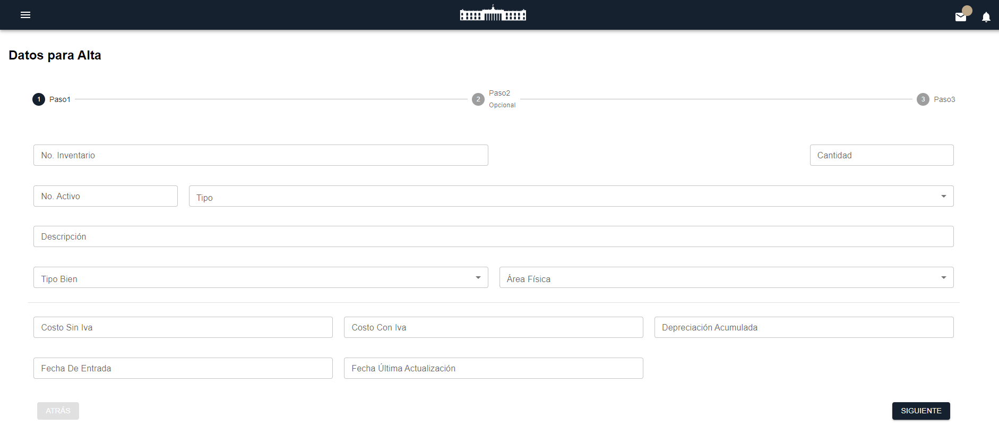 Datos para Alta
1 Paso1
2 Paso2
Opcional
3 Paso3
No. Inventario
Cantidad
No. Activo
Tipo
Descripción
Tipo Bien
Área Física
Costo Sin Iva
Costo Con Iva
Depreciación Acumulada
Fecha De Entrada
Fecha Última Actualización
ATRÁS
SIGUIENTE